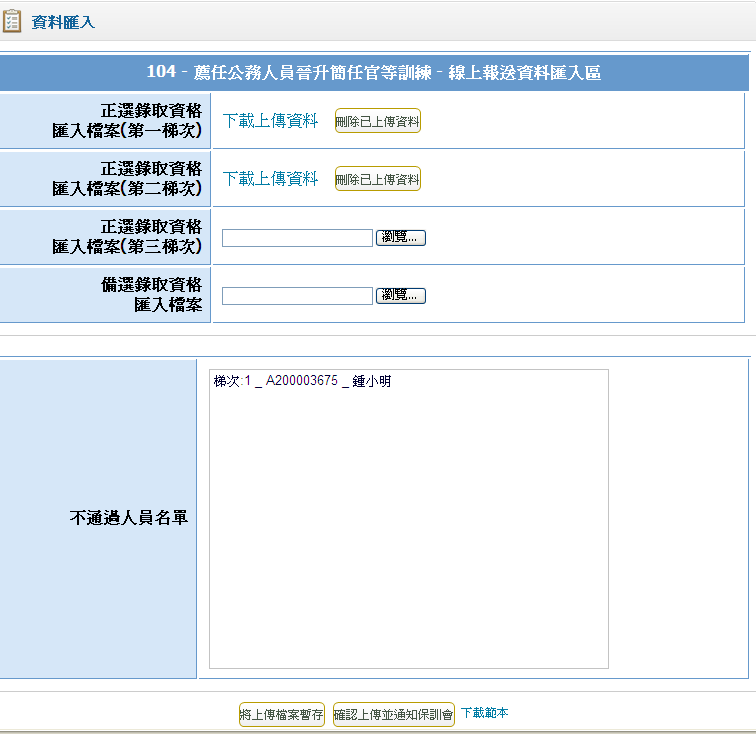 資料匯入
104 - 薦任公務人員晉升簡任官等訓練 - 線上報送資料匯入區
正選錄取資格
匯入檔案(第一梯次)
下載上傳資料 刪除已上傳資料
正選錄取資格
匯入檔案(第二梯次)
下載上傳資料 刪除已上傳資料
正選錄取資格
匯入檔案(第三梯次)
瀏覽...
備選錄取資格
匯入檔案
瀏覽...
不通過人員名單
梯次:1 _ A200003675 _ 鍾小明
將上傳檔案暫存 確認上傳並通知保訓會 下載範本